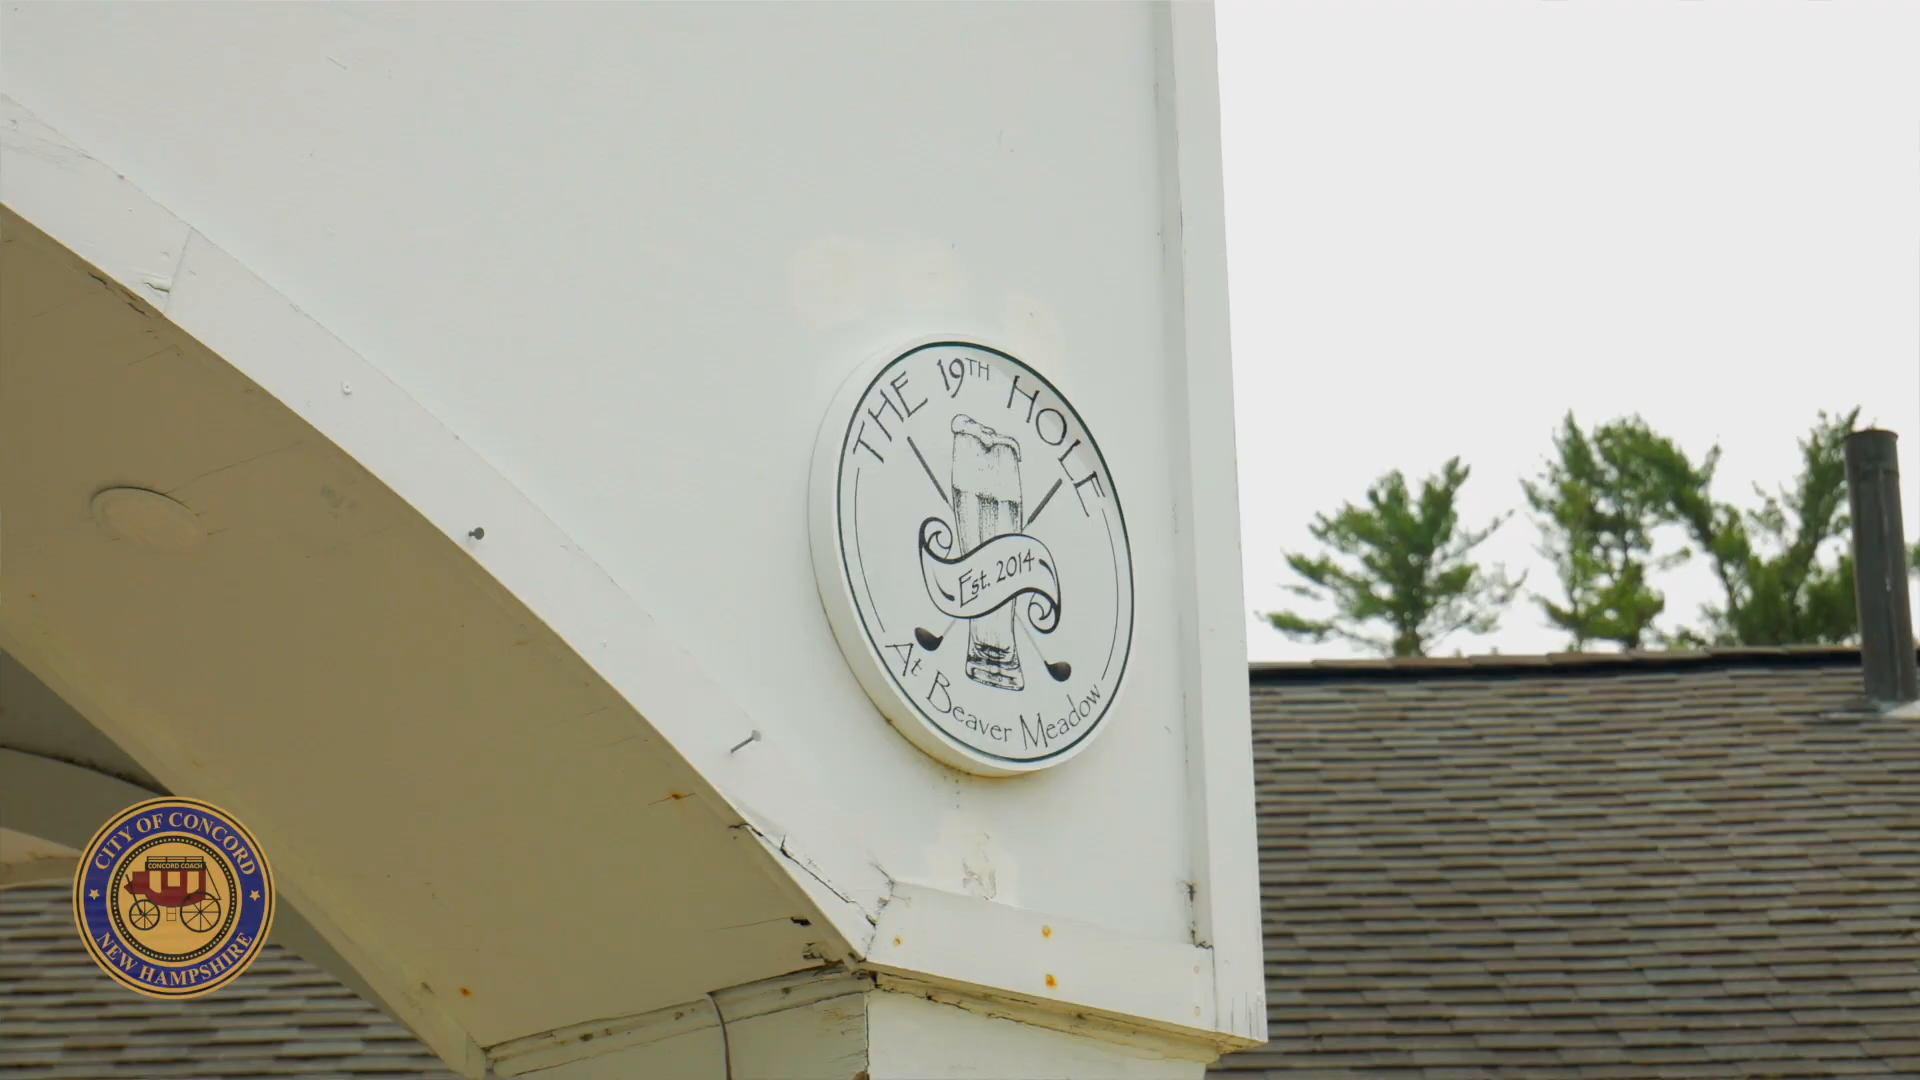 THE 19TH HOLE
Est. 2014
At Beaver Meadow
CITY OF CONCORD
CONCORD COACH
NEW HAMPSHIRE